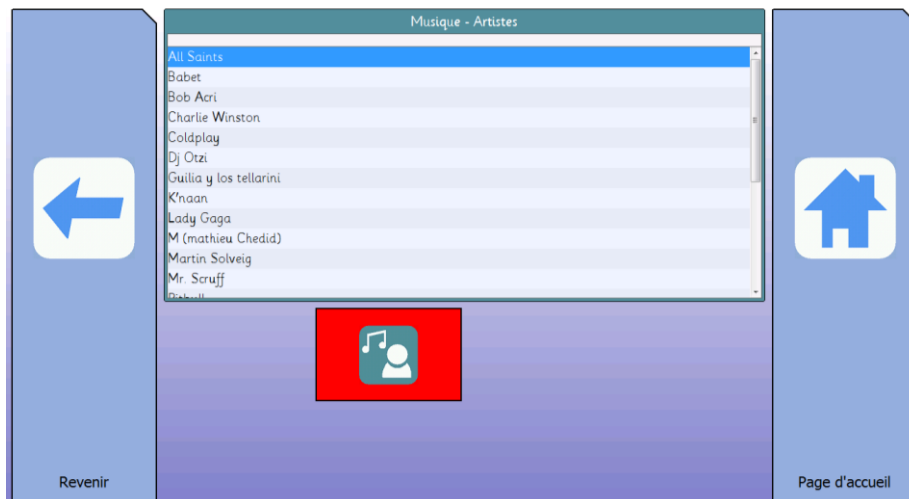 Musique - Artistes
All Saints
Babet
Bob Acri
Charlie Winston
Coldplay
Dj Otzi
Guilia y los tellarini
K'naan
Lady Gaga
M (mathieu Chedid)
Martin Solveig
Mr. Scruff
Revenir
Page d'accueil